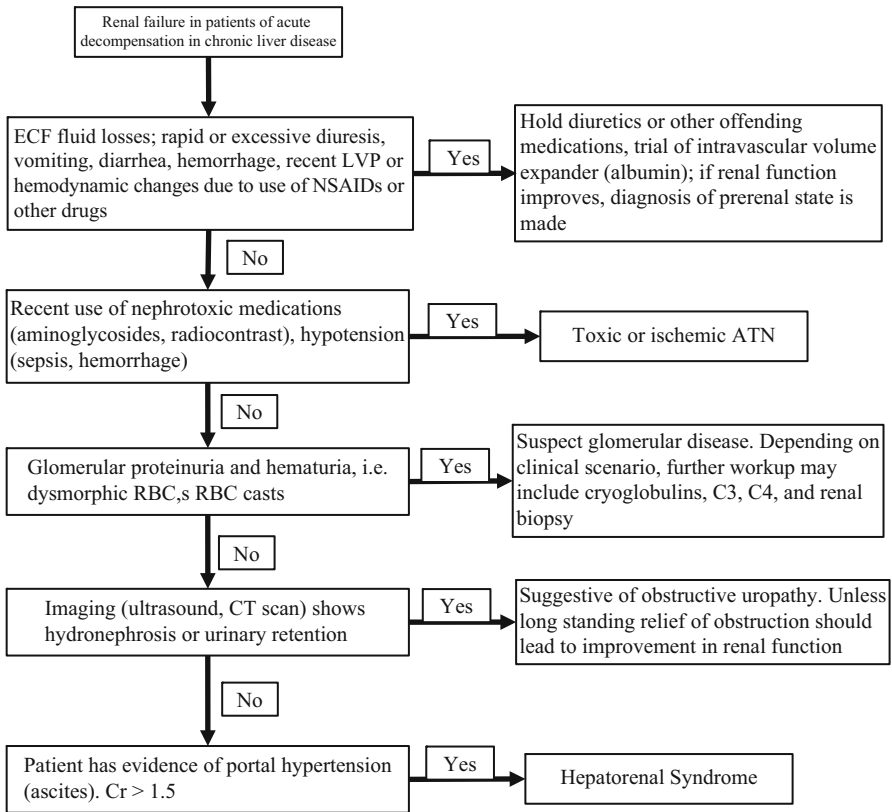 Renal failure in patients of acute
decompensation in chronic liver disease
ECF fluid losses; rapid or excessive diuresis,
vomiting, diarrhea, hemorrhage, recent LVP or
hemodynamic changes due to use of NSAIDs or
other drugs
Yes
Hold diuretics or other offending
medications, trial of intravascular volume
expander (albumin); if renal function
improves, diagnosis of prerenal state is
made
No
Recent use of nephrotoxic medications
(aminoglycosides, radiocontrast), hypotension
(sepsis, hemorrhage)
Yes
Toxic or ischemic ATN
No
Glomerular proteinuria and hematuria, i.e.
dysmorphic RBC,s RBC casts
Yes
Suspect glomerular disease. Depending on
clinical scenario, further workup may
include cryoglobulins, C3, C4, and renal
biopsy
No
Imaging (ultrasound, CT scan) shows
hydronephrosis or urinary retention
Yes
Suggestive of obstructive uropathy. Unless
long standing relief of obstruction should
lead to improvement in renal function
No
Patient has evidence of portal hypertension
(ascites). Cr > 1.5
Yes
Hepatorenal Syndrome